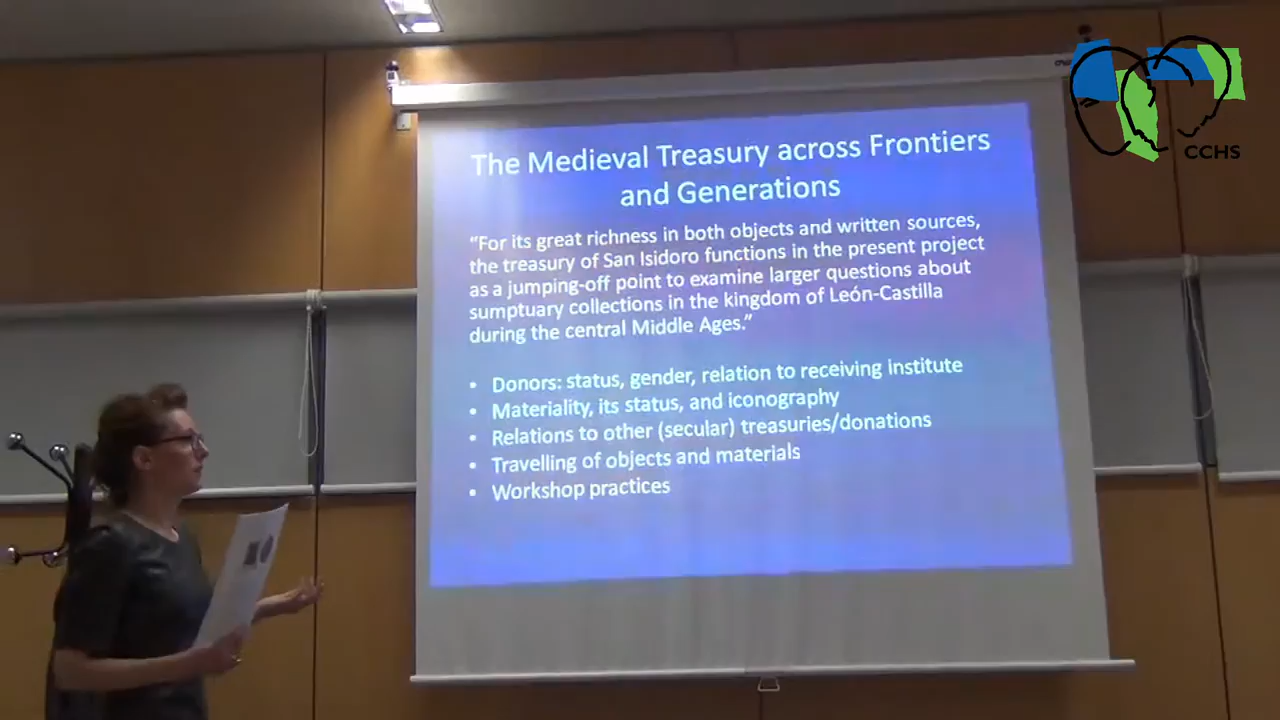 The Medieval Treasury across Frontiers
and Generations
“For its great richness in both objects and written sources,
the treasury of San Isidoro functions in the present project
as a jumping-off point to examine larger questions about
sumptuary collections in the kingdom of León-Castilla
during the central Middle Ages.”
• Donors: status, gender, relation to receiving institute
• Materiality, its status, and iconography
• Relations to other (secular) treasuries/donations
• Travelling of objects and materials
• Workshop practices
CCHS